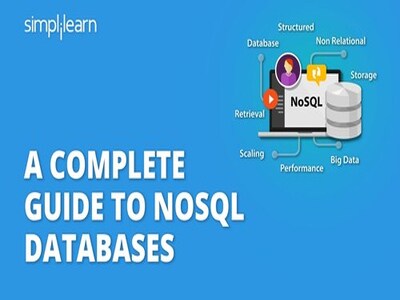 simplilearn
Structured
Database
Non Relational
Storage
NoSQL
Retrieval
Scaling
Big Data
Performance
A COMPLETE
GUIDE TO NOSQL
DATABASES